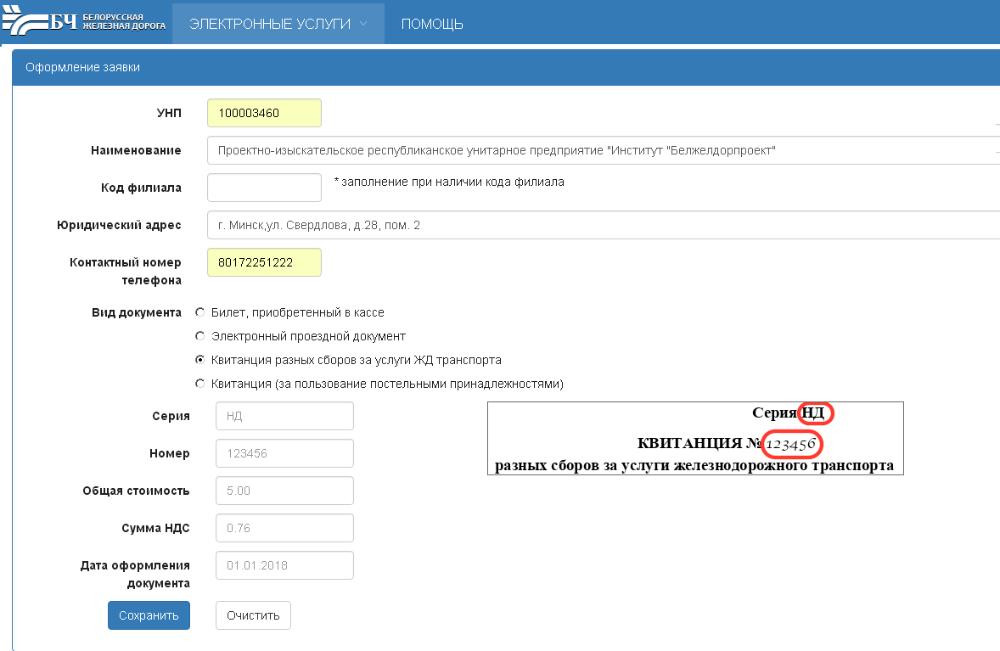 БЧ БЕЛОРУССКАЯ
ЖЕЛЕЗНАЯ ДОРОГА
ЭЛЕКТРОННЫЕ УСЛУГИ
ПОМОЩЬ
Оформление заявки
УНП 100003460
Наименование Проектно-изыскательское республиканское унитарное предприятие "Институт "Белжелдорпроект"
Код филиала * заполнение при наличии кода филиала
Юридический адрес г. Минск,ул. Свердлова, д.28, пом. 2
Контактный номер
телефона
80172251222
Вид документа Билет, приобретенный в кассе
Электронный проездной документ
Квитанция разных сборов за услуги ЖД транспорта
Квитанция (за пользование постельными принадлежностями)
Серия НД
Номер 123456
Общая стоимость 5.00
Сумма НДС 0.76
Дата оформления
документа
01.01.2018
Серия НД
КВИТАНЦИЯ № 123456
разных сборов за услуги железнодорожного транспорта
Сохранить Очистить